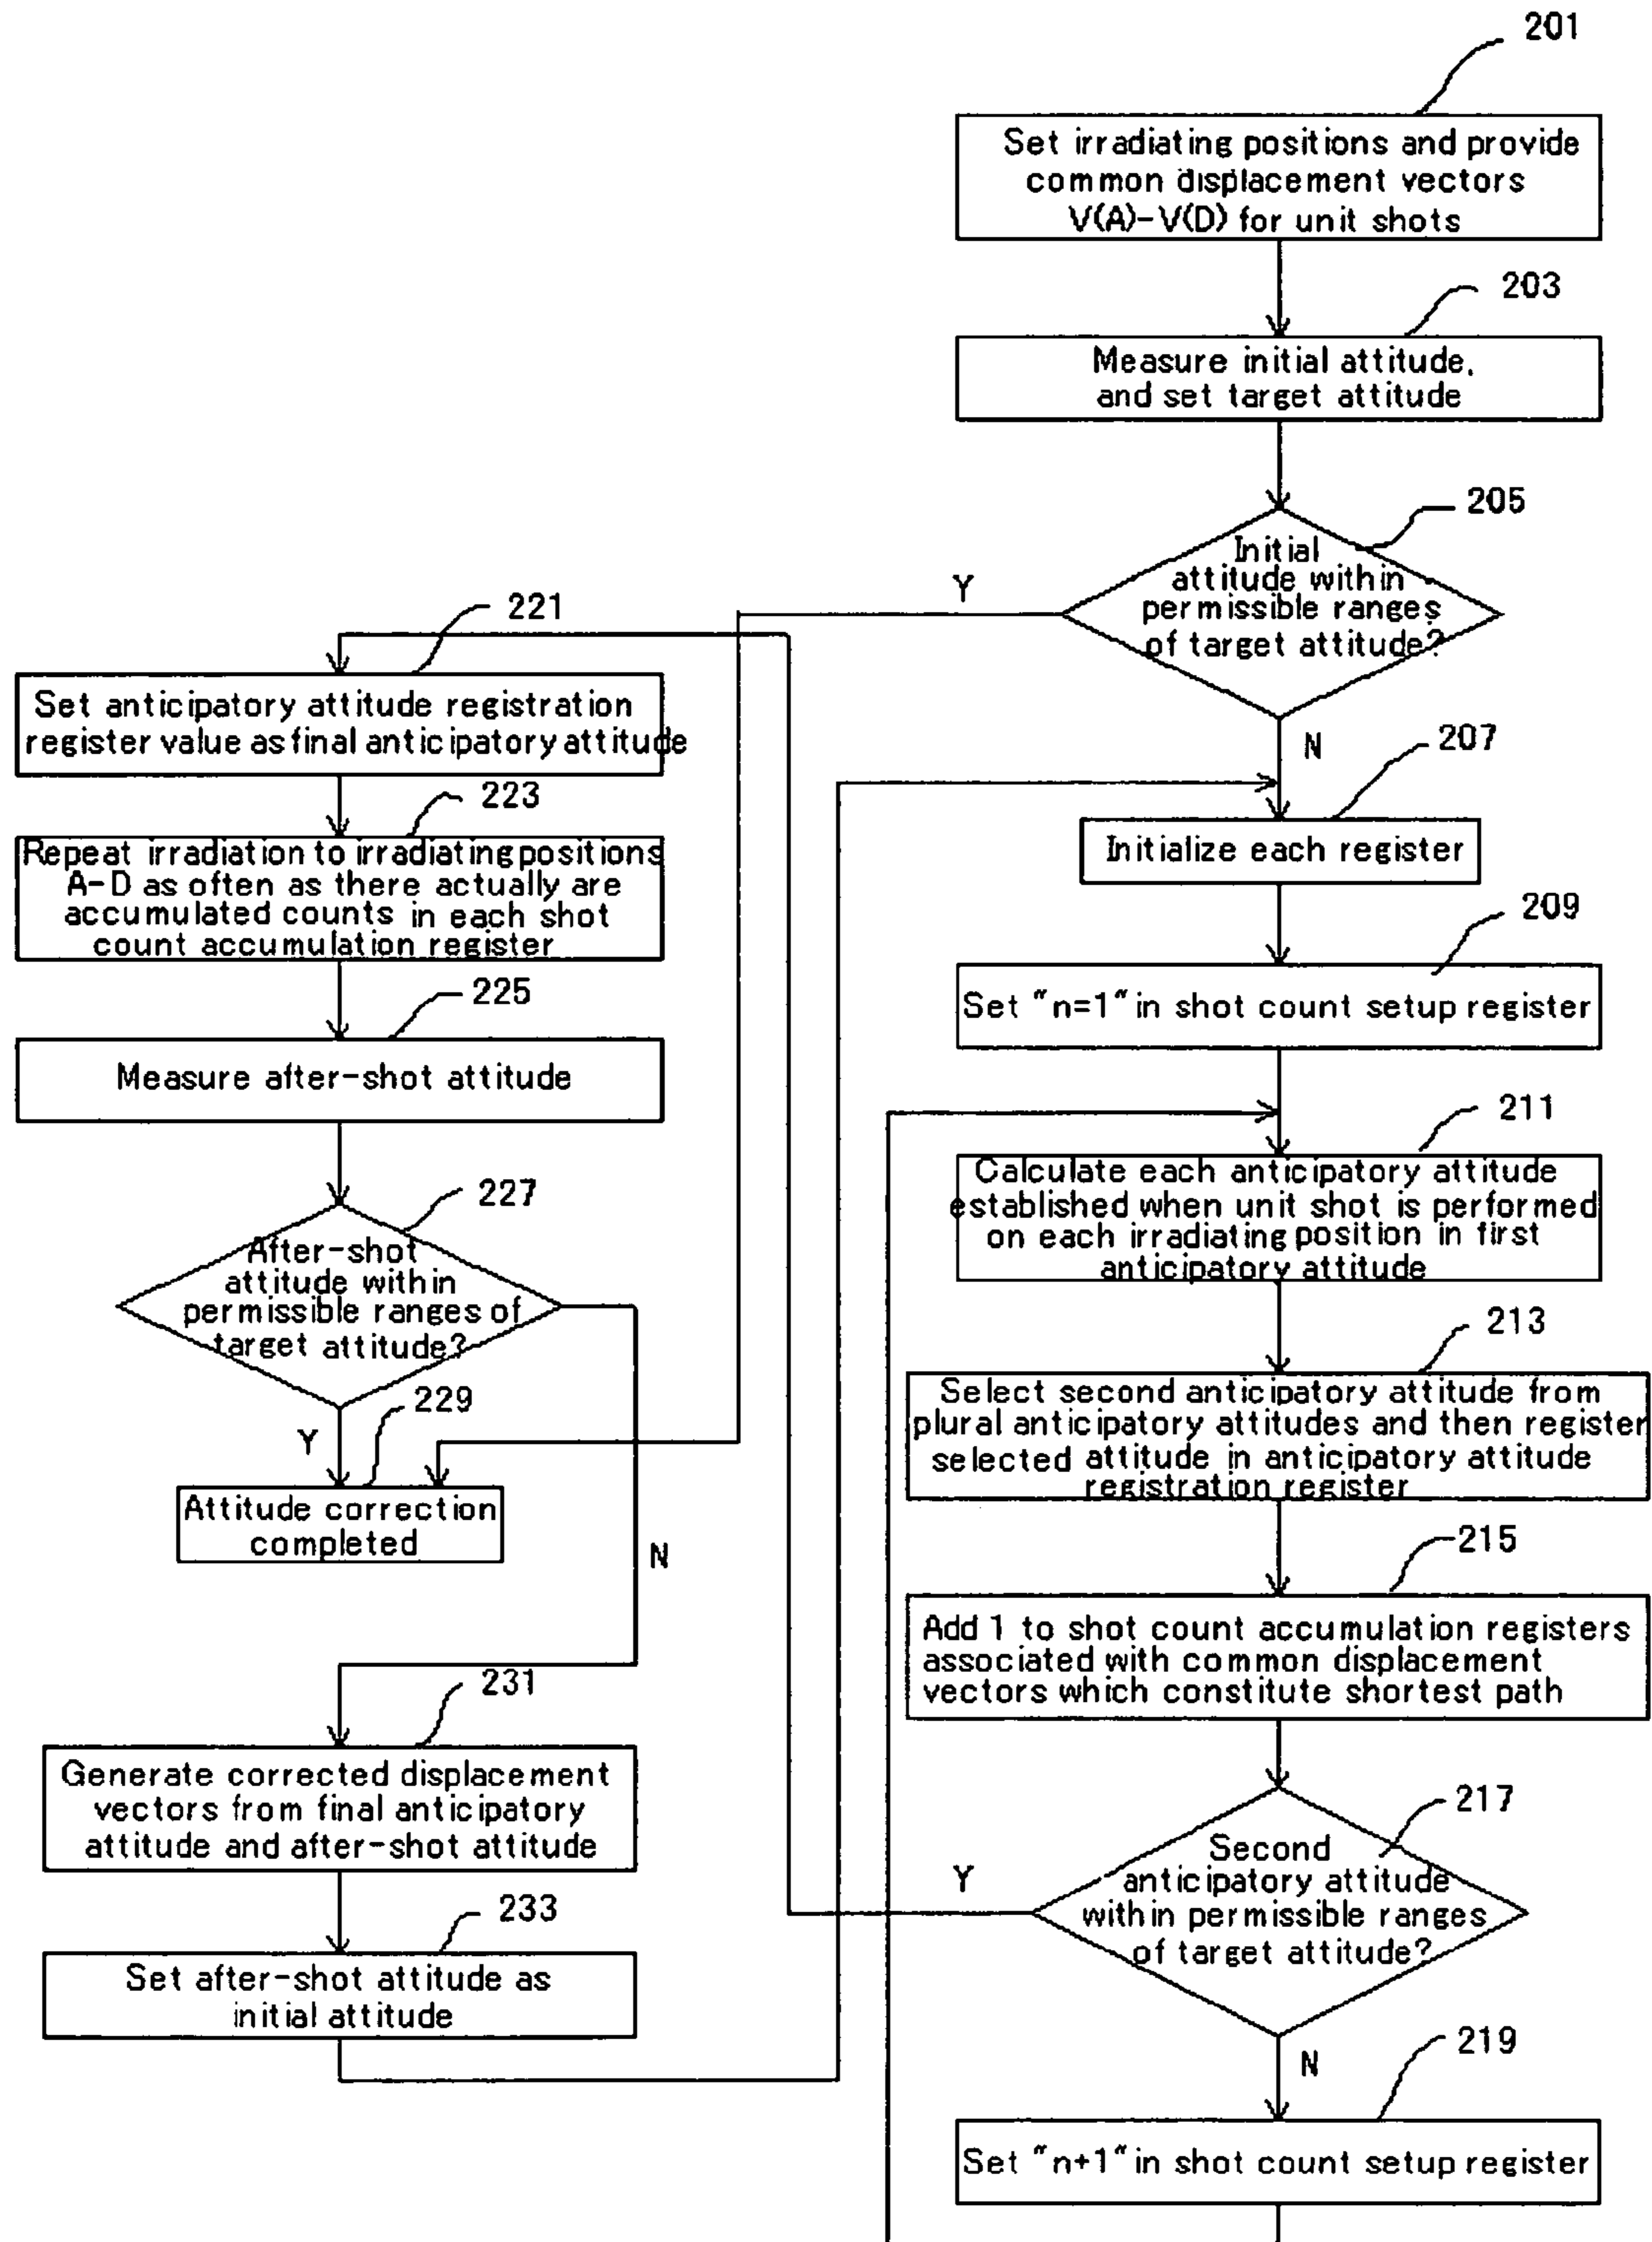 201
Set irradiating positions and provide
common displacement vectors
V(A)-V(D) for unit shots
203
Measure initial attitude,
and set target attitude
205
Initial
attitude within
permissible ranges
of target attitude?
Y
N
207
Initialize each register
209
Set "n=1" in shot count setup register
211
Calculate each anticipatory attitude
established when unit shot is performed
on each irradiating position in first
anticipatory attitude
213
Select second anticipatory attitude from
plural anticipatory attitudes and then register
selected attitude in anticipatory attitude
registration register
215
Add 1 to shot count accumulation registers
associated with common displacement
vectors which constitute shortest path
217
Second
anticipatory attitude
within permissible ranges
of target attitude?
Y
N
219
Set "n+1" in shot count setup register
221
Set anticipatory attitude registration
register value as final anticipatory attitude
223
Repeat irradiation to irradiating positions
A-D as often as there actually are
accumulated counts in each shot
count accumulation register
225
Measure after-shot attitude
227
After-shot
attitude within
permissible ranges of
target attitude?
Y
N
229
Attitude correction
completed
231
Generate corrected displacement
vectors from final anticipatory
attitude and after-shot attitude
233
Set after-shot attitude as
initial attitude